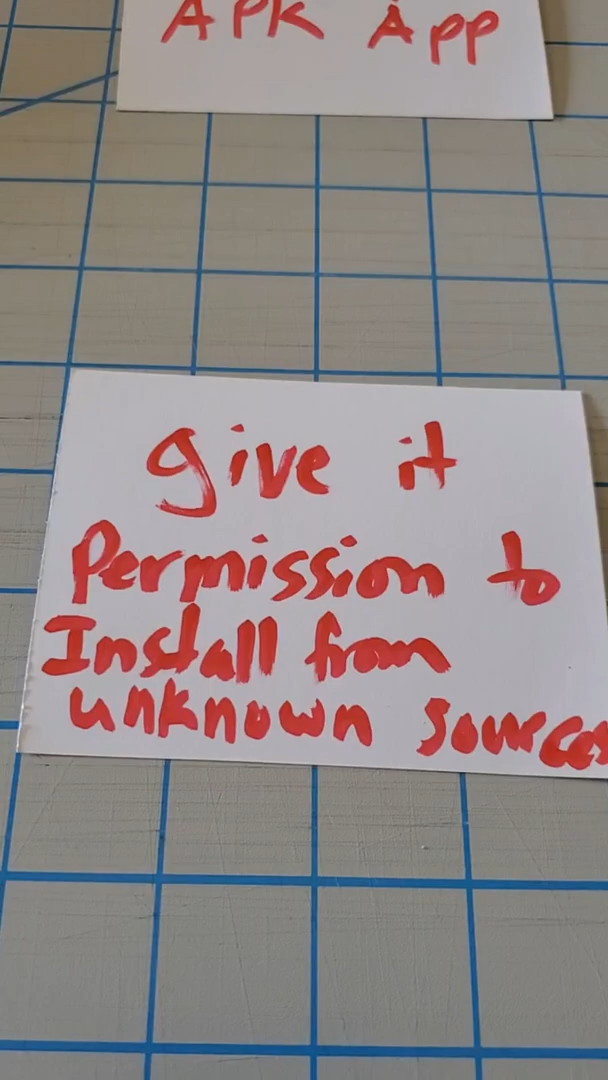 APK App
give it
Permission to
Install from
unknown sources